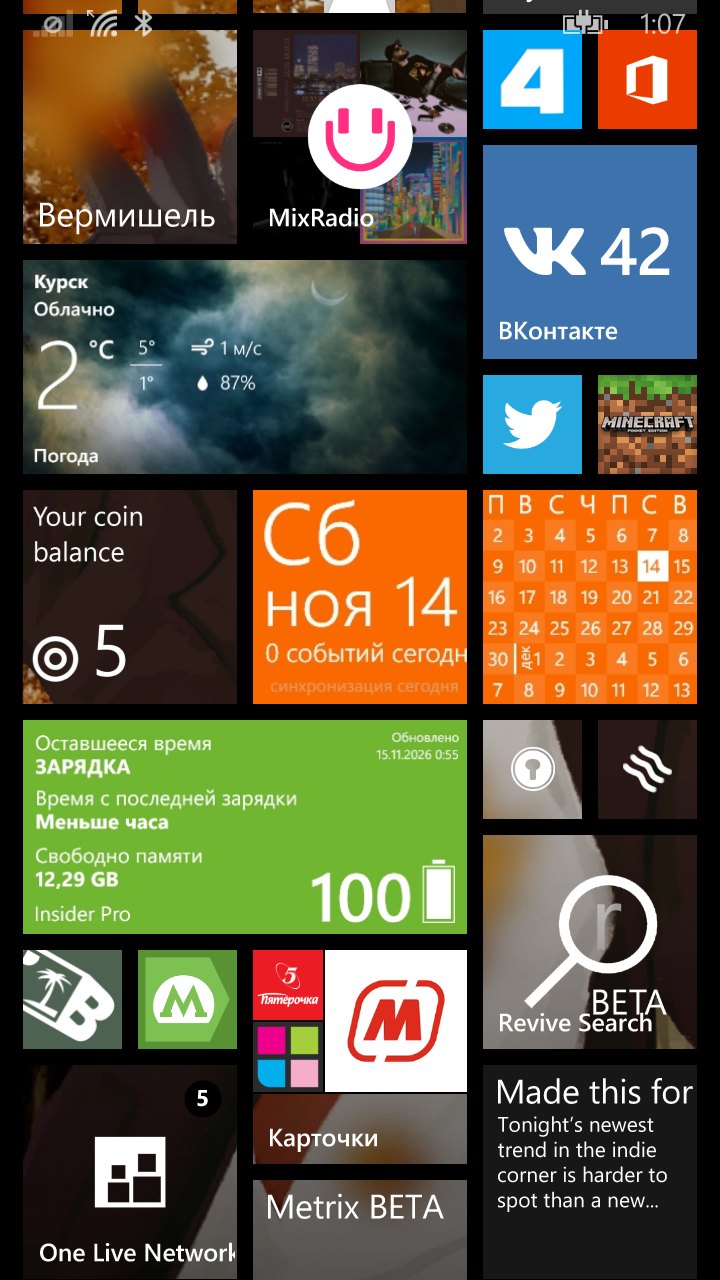 1:07
Вермишель
MixRadio
4
VK 42
ВКонтакте
Курск
Облачно
2 °C
5°
1°
1 м/с
87%
Погода
MINECRAFT
POCKET EDITION
Your coin
balance
5
Сб
ноя 14
0 событий сегодн
синхронизация сегодня
П В С Ч П С В
2 3 4 5 6 7 8
9 10 11 12 13 14 15
16 17 18 19 20 21 22
23 24 25 26 27 28 29
30 дек 1 2 3 4 5 6
7 8 9 10 11 12 13
Оставшееся время
ЗАРЯДКА
Обновлено
15.11.2026 0:55
Время с последней зарядки
Меньше часа
Свободно памяти
12,29 GB
Insider Pro
100
r
BETA
Revive Search
B
M
5
Пятёрочка
M
Карточки
5
One Live Network
Metrix BETA
Made this for
Tonight's newest
trend in the indie
corner is harder to
spot than a new...